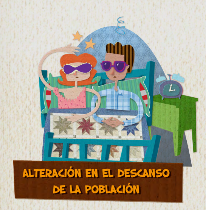 ALTERACIÓN EN EL DESCANSO
DE LA POBLACIÓN